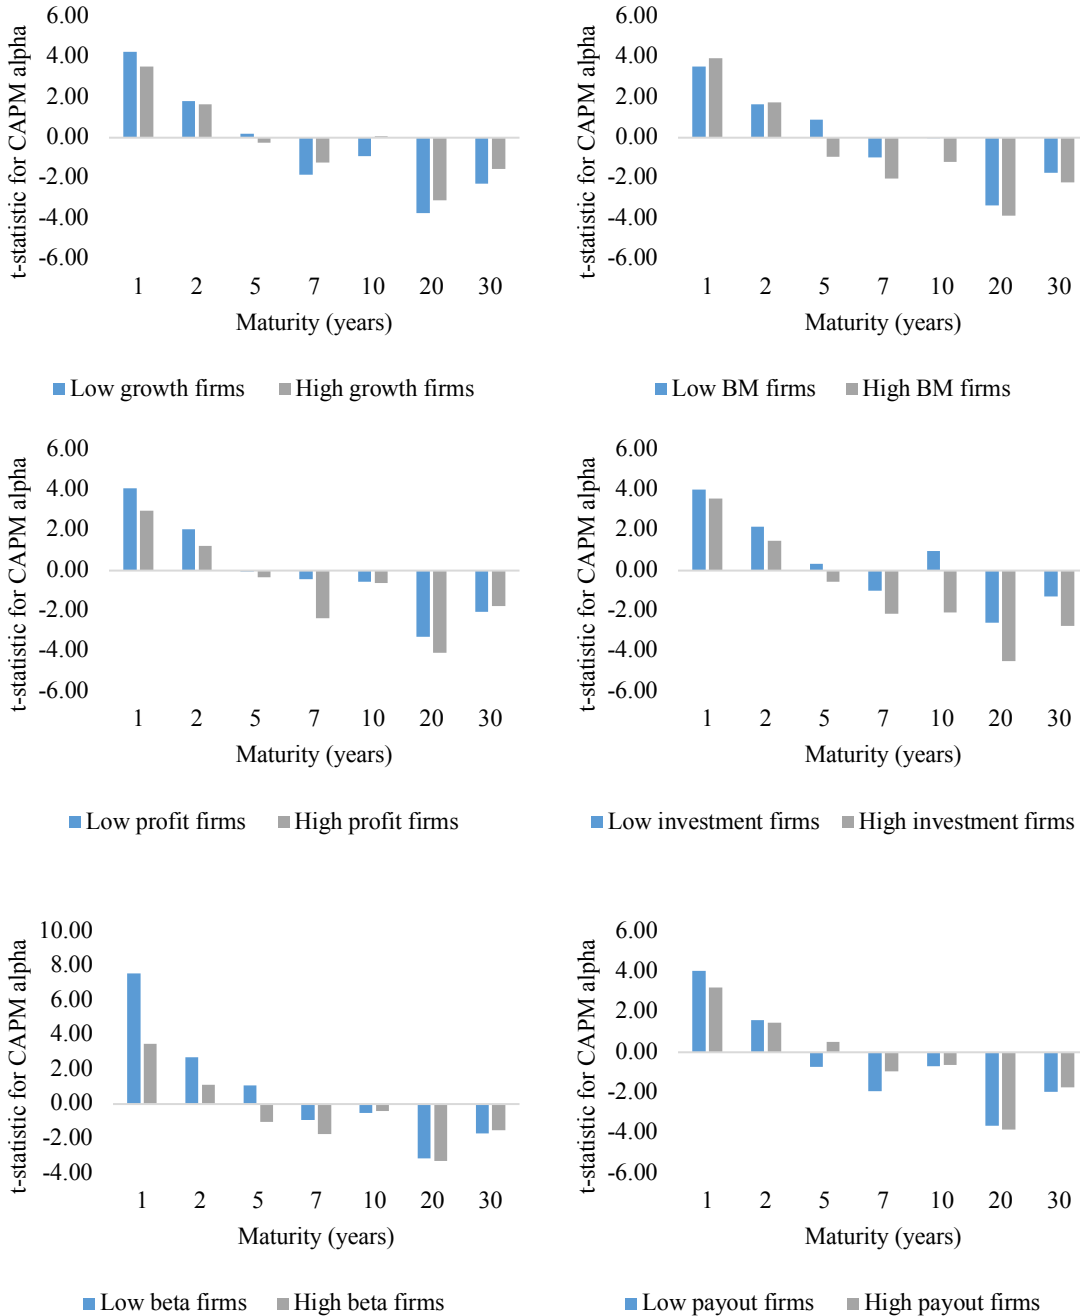 t-statistic for CAPM alpha
6.00
4.00
2.00
0.00
-2.00
-4.00
-6.00
1 2 5 7 10 20 30
Maturity (years)
Low growth firms High growth firms
t-statistic for CAPM alpha
6.00
4.00
2.00
0.00
-2.00
-4.00
-6.00
1 2 5 7 10 20 30
Maturity (years)
Low BM firms High BM firms
t-statistic for CAPM alpha
6.00
4.00
2.00
0.00
-2.00
-4.00
-6.00
1 2 5 7 10 20 30
Maturity (years)
Low profit firms High profit firms
t-statistic for CAPM alpha
6.00
4.00
2.00
0.00
-2.00
-4.00
-6.00
1 2 5 7 10 20 30
Maturity (years)
Low investment firms High investment firms
t-statistic for CAPM alpha
10.00
8.00
6.00
4.00
2.00
0.00
-2.00
-4.00
1 2 5 7 10 20 30
Maturity (years)
Low beta firms High beta firms
t-statistic for CAPM alpha
6.00
4.00
2.00
0.00
-2.00
-4.00
-6.00
1 2 5 7 10 20 30
Maturity (years)
Low payout firms High payout firms